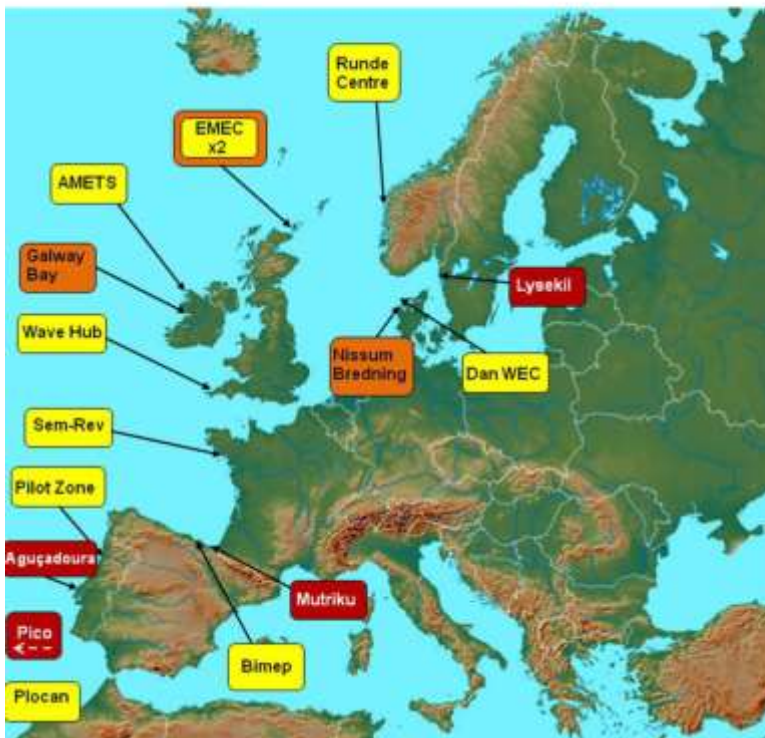 Runde
Centre
EMEC
x2
AMETS
Galway
Bay
Lysekil
Wave Hub
Nissum
Bredning
Dan WEC
Sem-Rev
Pilot Zone
Aguçadoura
Mutriku
Pico
Bimep
Plocan